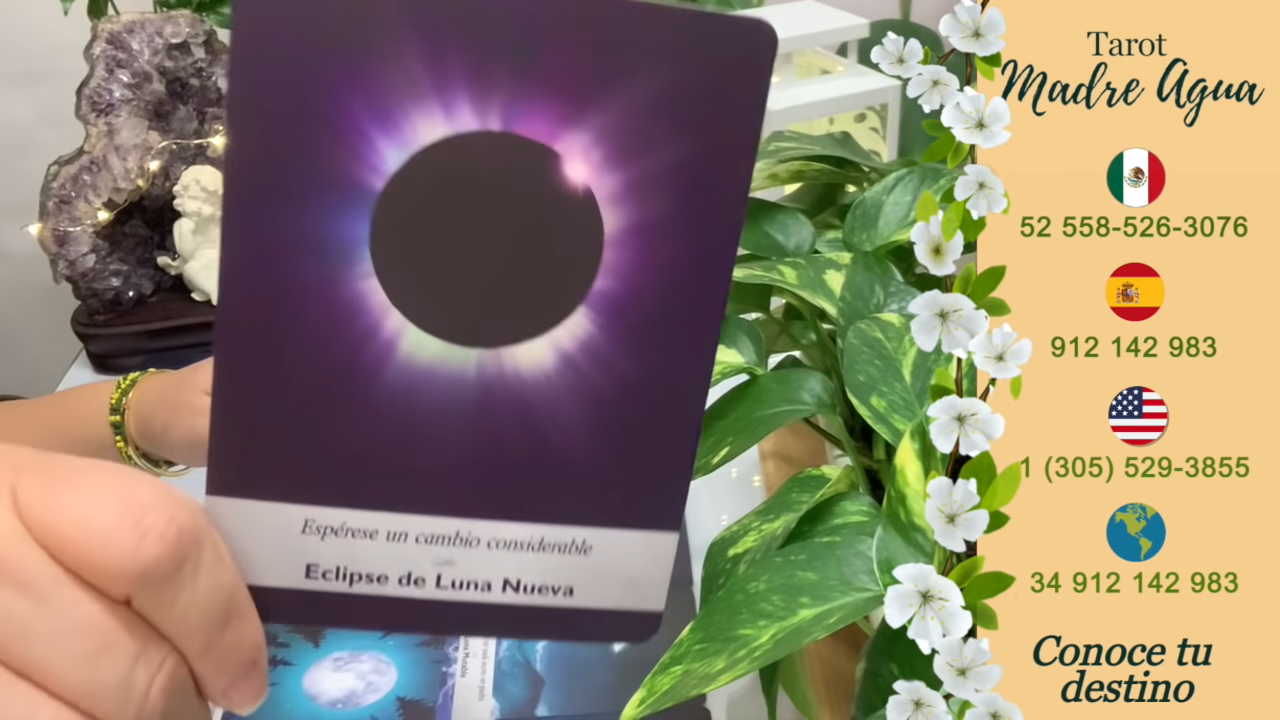 Espérese un cambio considerable
Eclipse de Luna Nueva
Tarot
Madre Agua
52 558-526-3076
912 142 983
1 (305) 529-3855
34 912 142 983
Conoce tu
destino